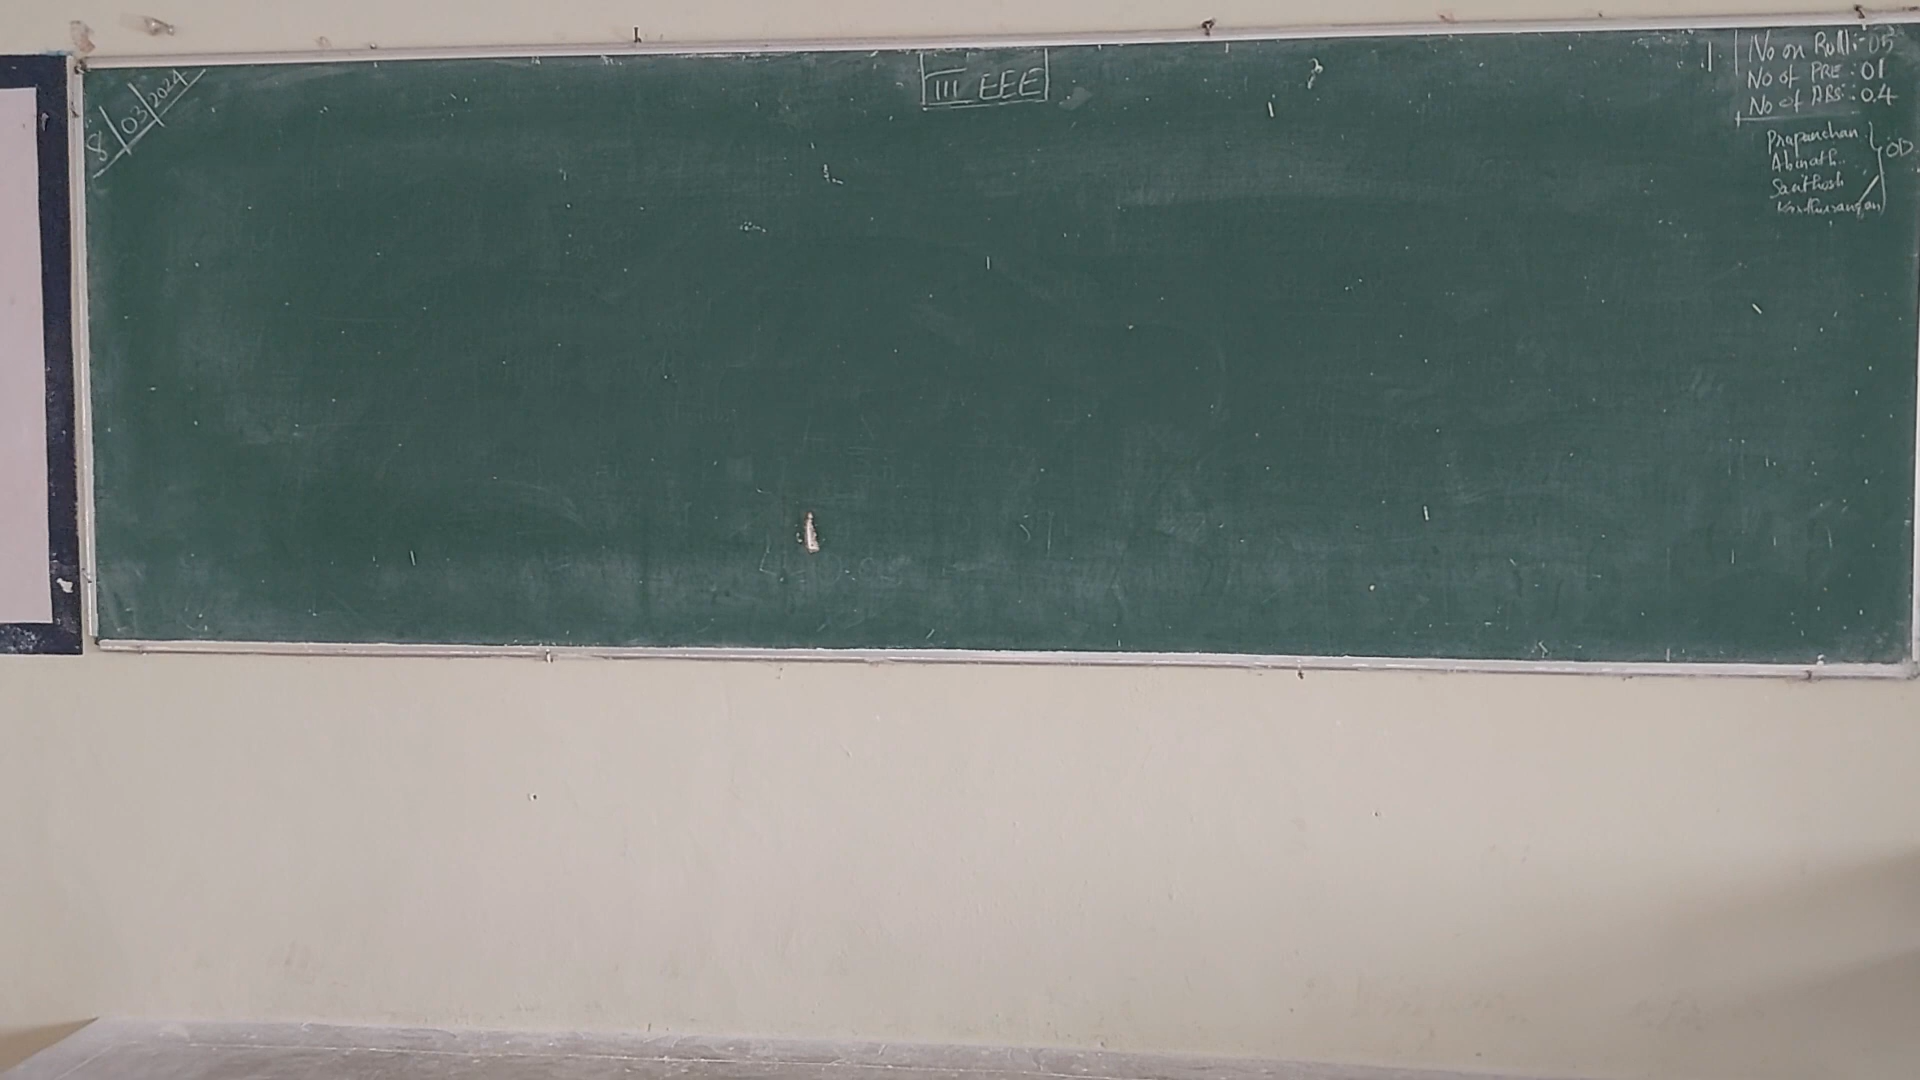 8/03/2024
III EEE
No on Roll: 05
No of PRE: 01
No of ABS: 04
Prapanchan
Abinath
OD
Santhosh